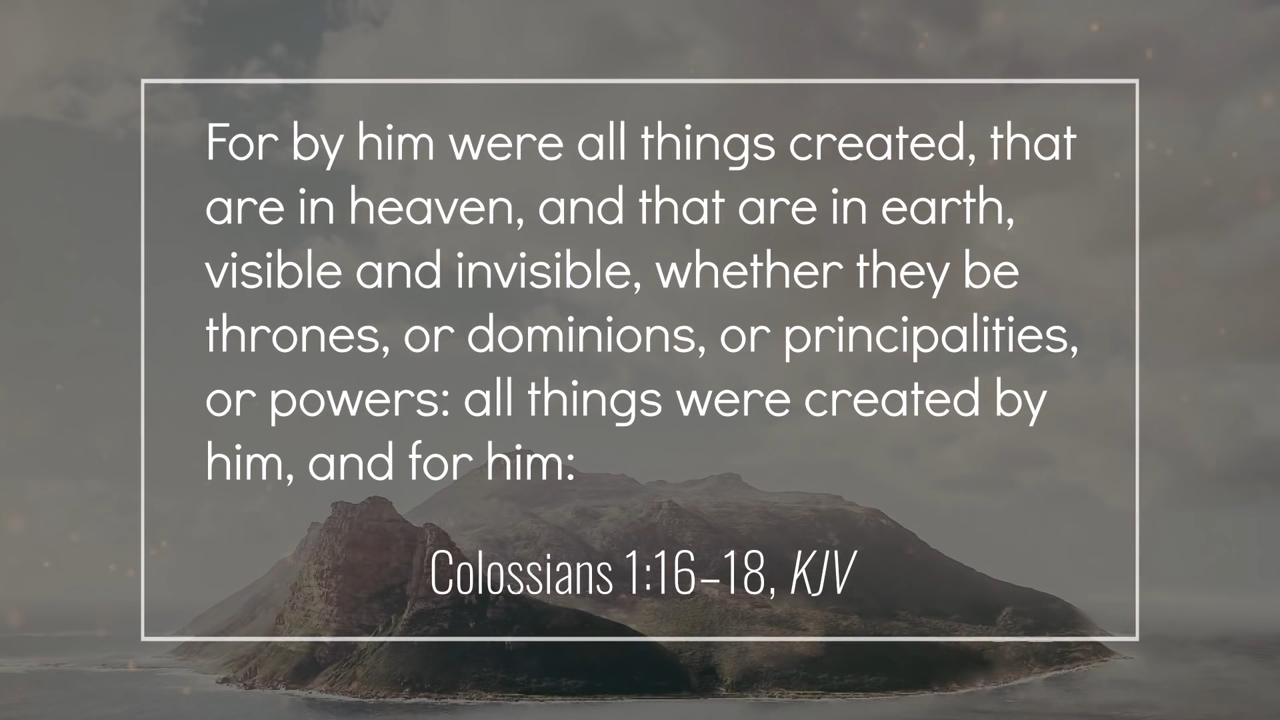 For by him were all things created, that
are in heaven, and that are in earth,
visible and invisible, whether they be
thrones, or dominions, or principalities,
or powers: all things were created by
him, and for him:
Colossians 1:16–18, KJV